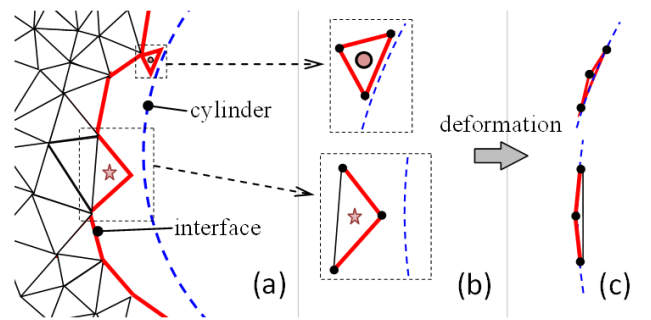 cylinder
interface
(a)
deformation
(b)
(c)